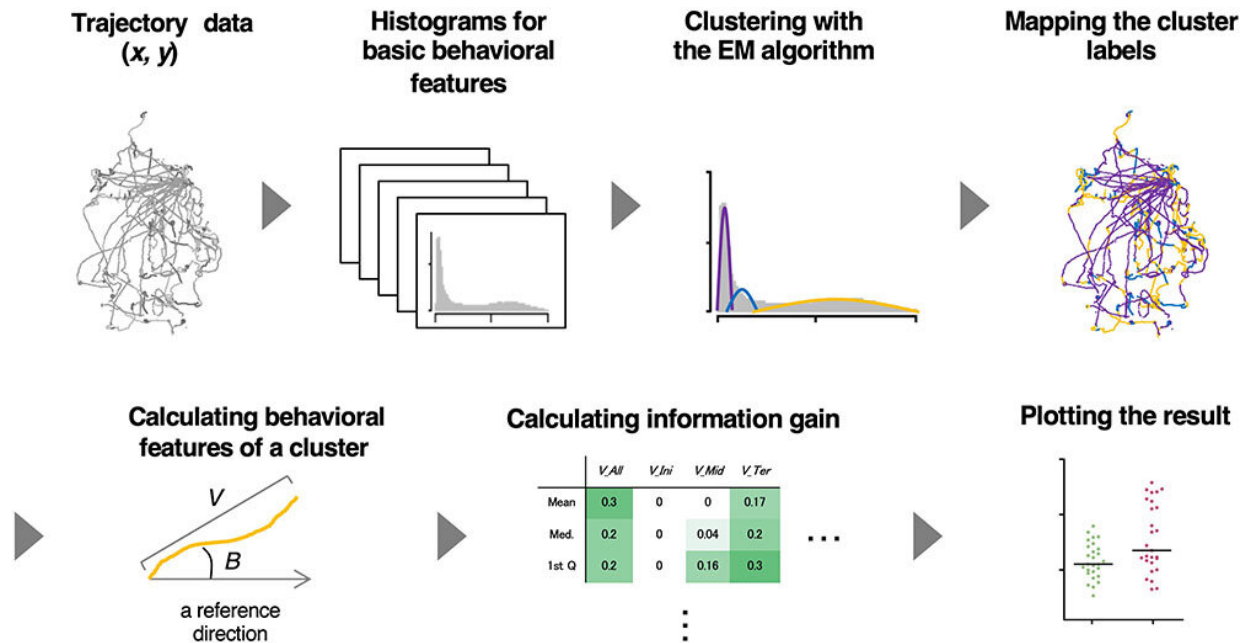 Trajectory data
(x, y)
Histograms for
basic behavioral
features
Clustering with
the EM algorithm
Mapping the cluster
labels
Calculating behavioral
features of a cluster
V
B
a reference
direction
Calculating information gain
V_All V_Ini V_Mid V_Ter
Mean 0.3 0 0 0.17
Med. 0.2 0 0.04 0.2
1st Q 0.2 0 0.16 0.3
Plotting the result